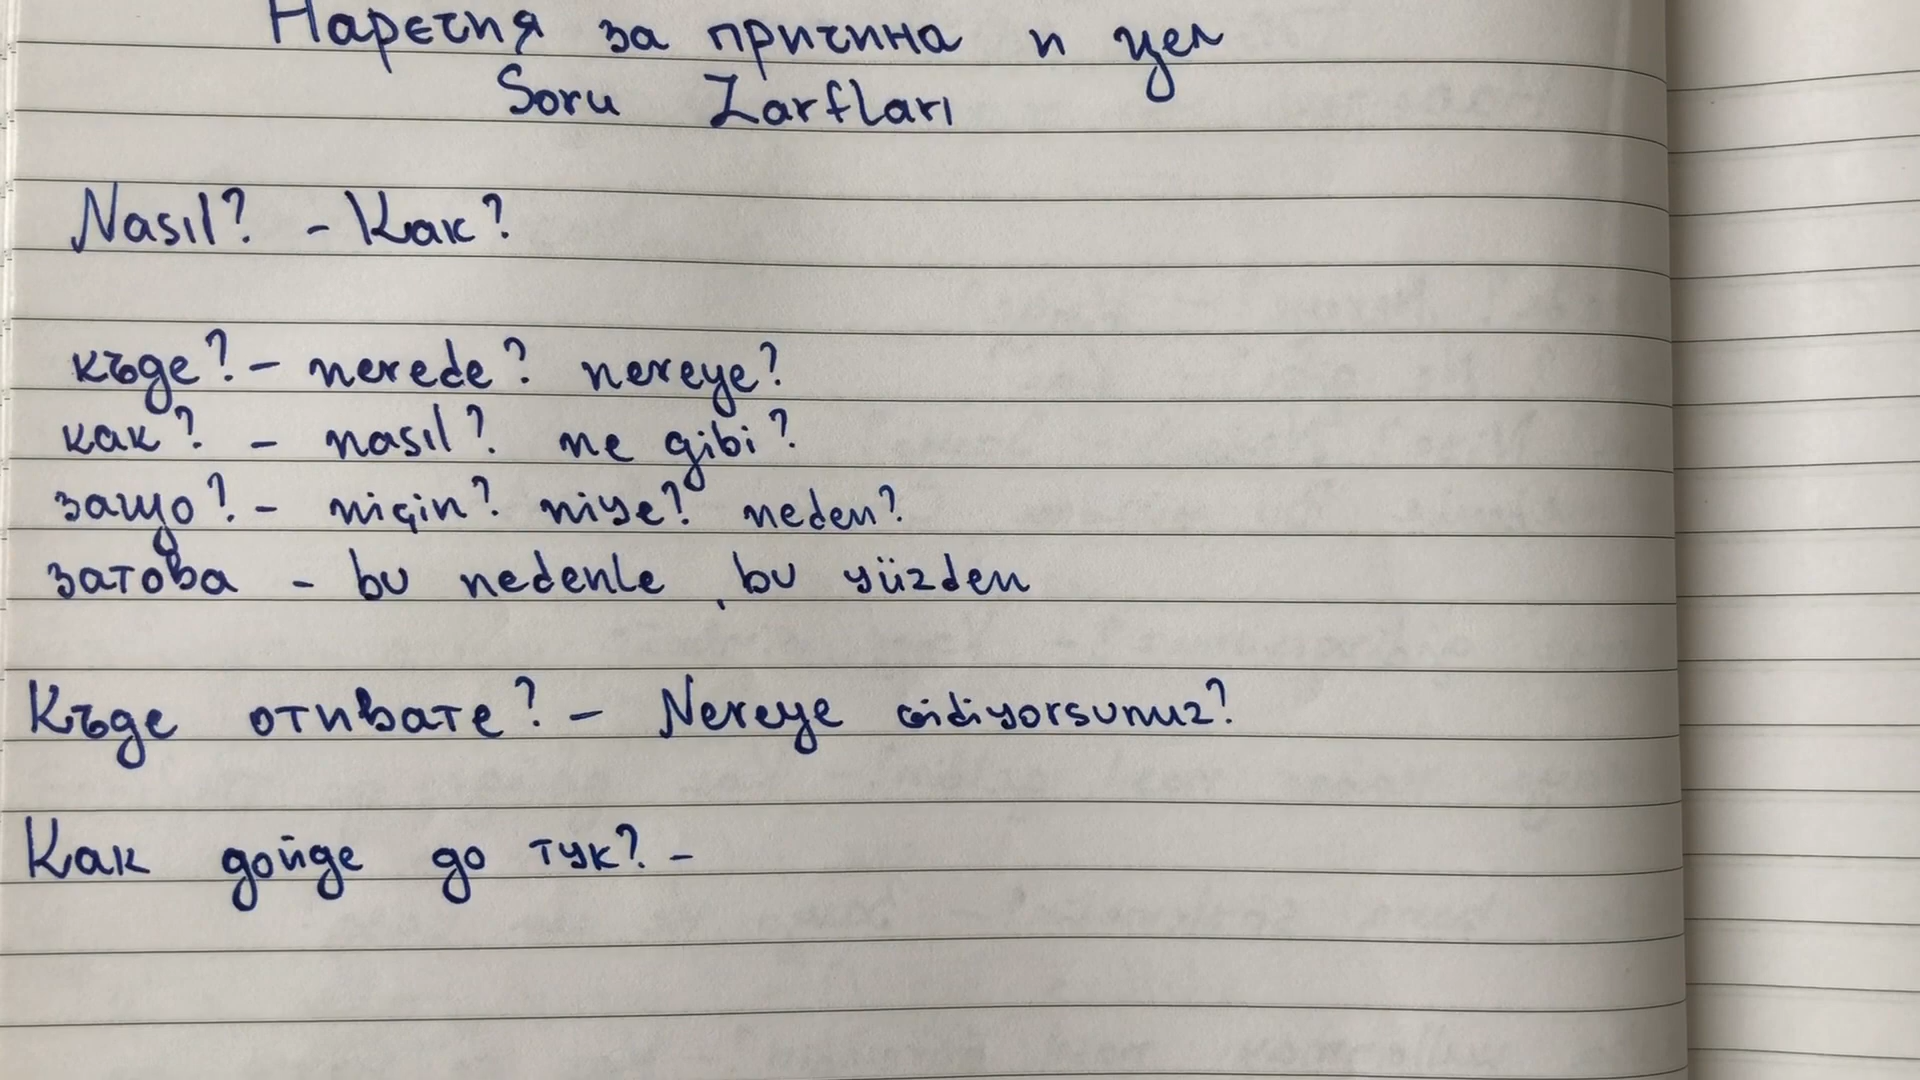 Наречия за причина и цел
Soru Zarfları
Nasıl? - Как?
къде? - nerede? nereye?
как? - nasıl? ne gibi?
защо? - niçin? niye? neden?
затова - bu nedenle, bu yüzden
Къде отивате? - Nereye gidiyorsunuz?
Как дойде до тук? -